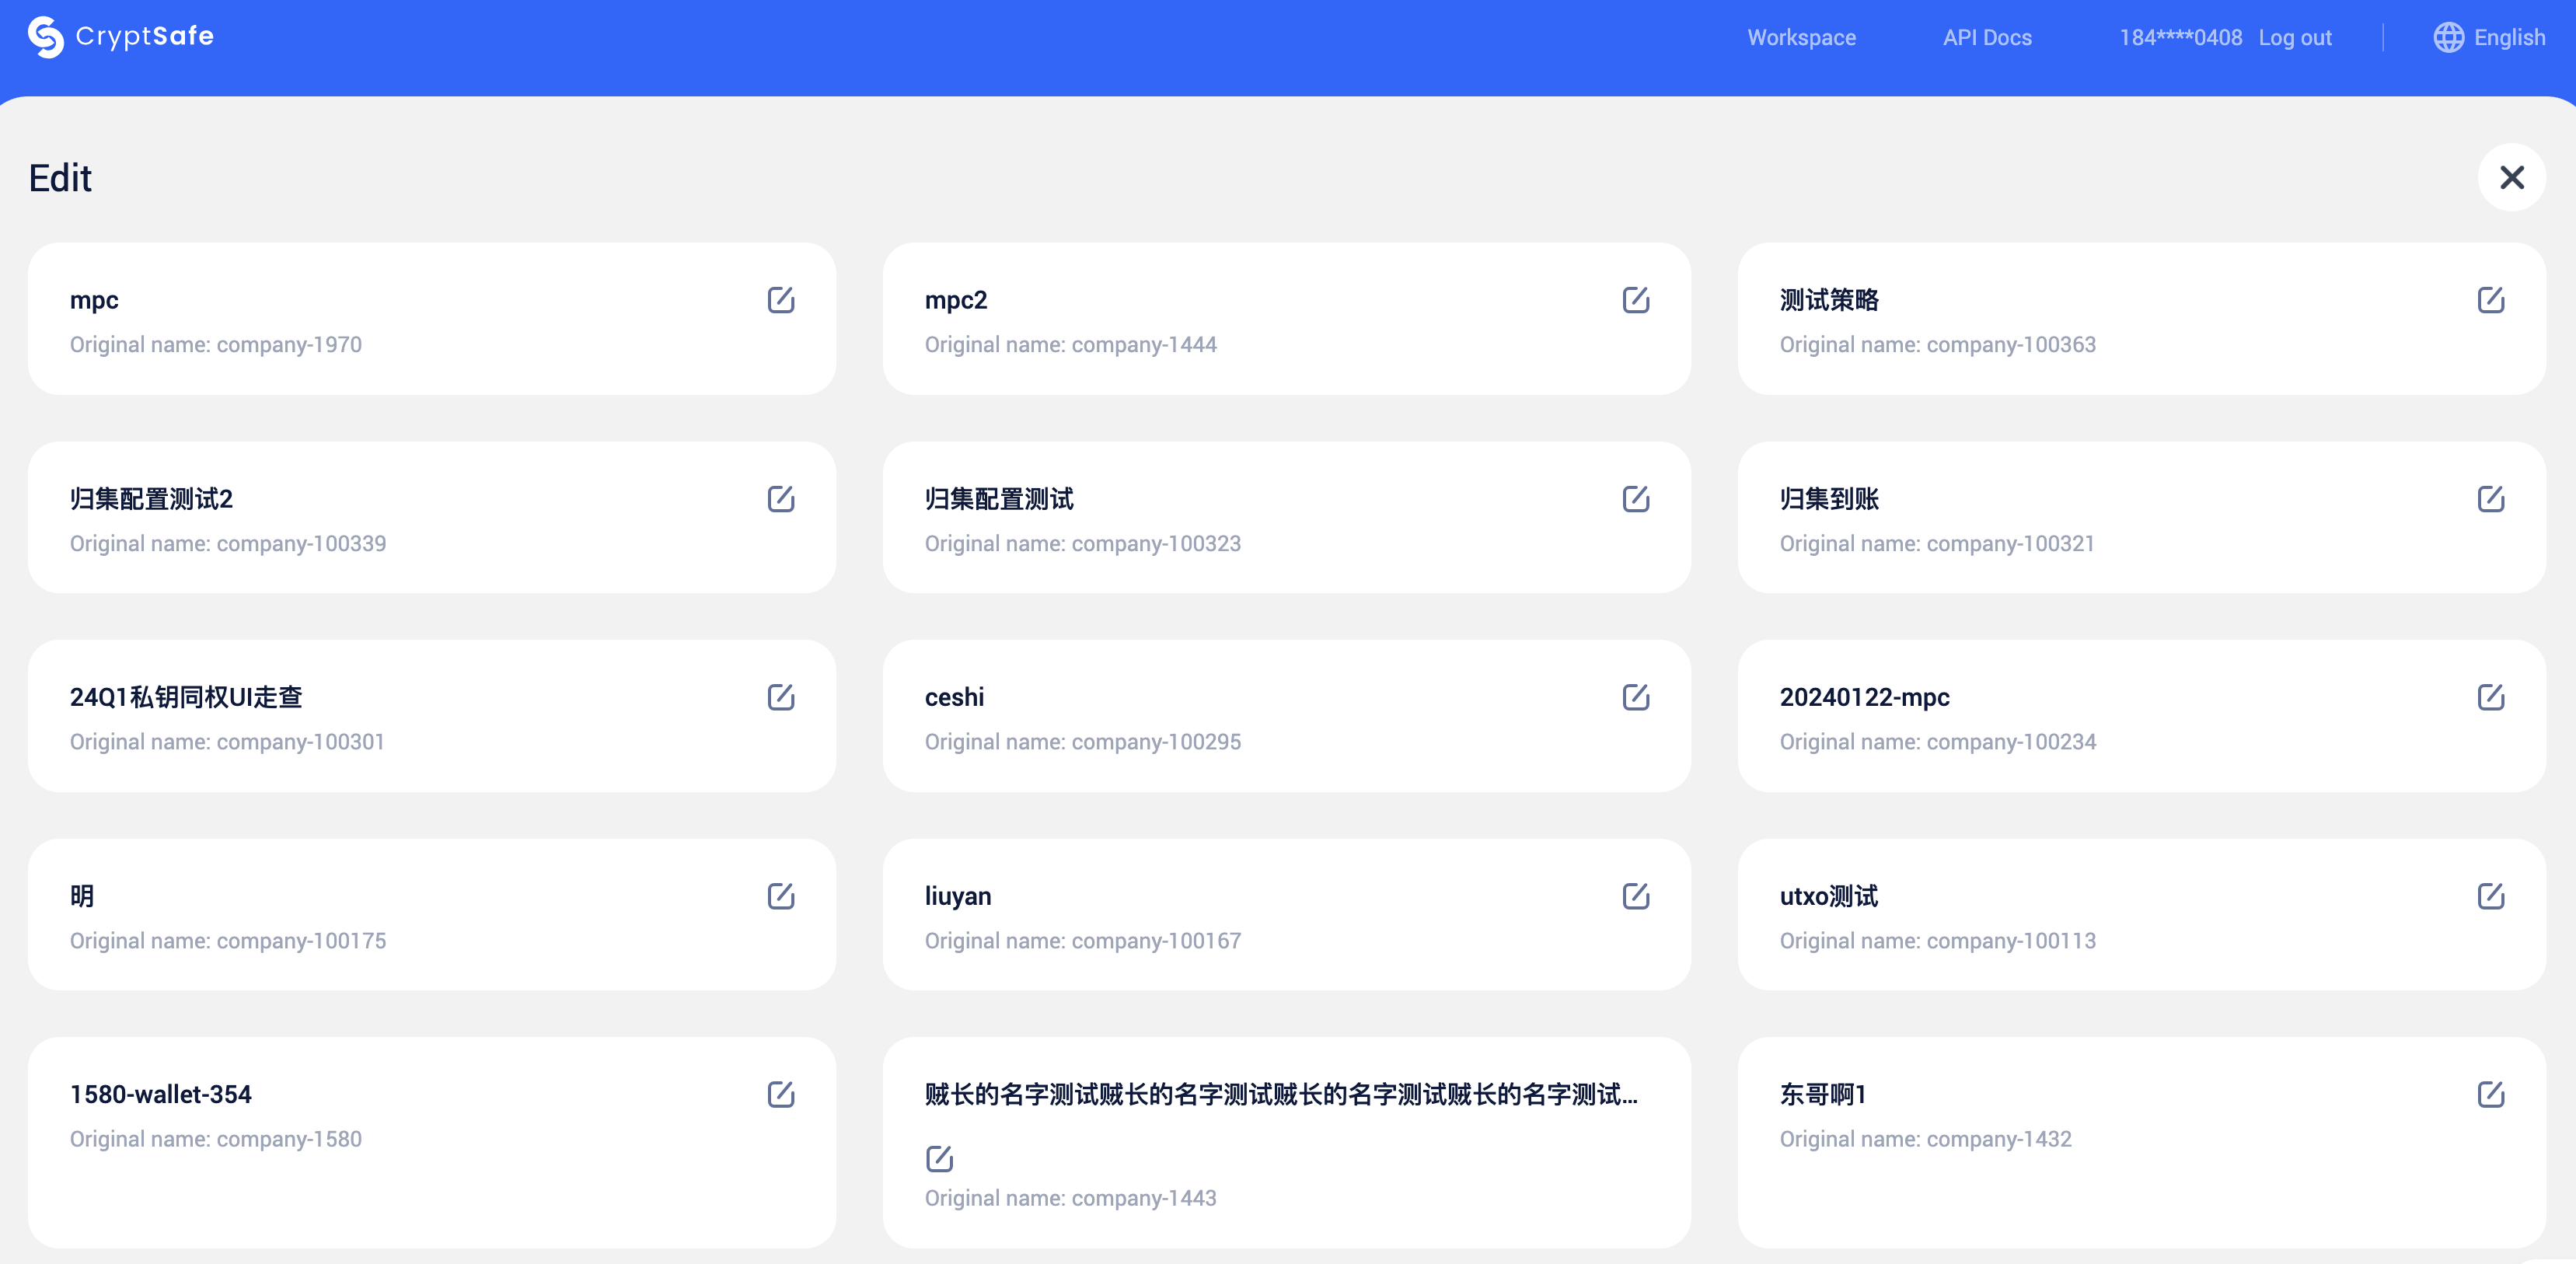 CryptSafe
Workspace
API Docs
184****0408 Log out
English
Edit
mpc
Original name: company-1970
mpc2
Original name: company-1444
测试策略
Original name: company-100363
归集配置测试2
Original name: company-100339
归集配置测试
Original name: company-100323
归集到账
Original name: company-100321
24Q1私钥同权UI走查
Original name: company-100301
ceshi
Original name: company-100295
20240122-mpc
Original name: company-100234
明
Original name: company-100175
liuyan
Original name: company-100167
utxo测试
Original name: company-100113
1580-wallet-354
Original name: company-1580
贼长的名字测试贼长的名字测试贼长的名字测试贼长的名字测试...
Original name: company-1443
东哥啊1
Original name: company-1432